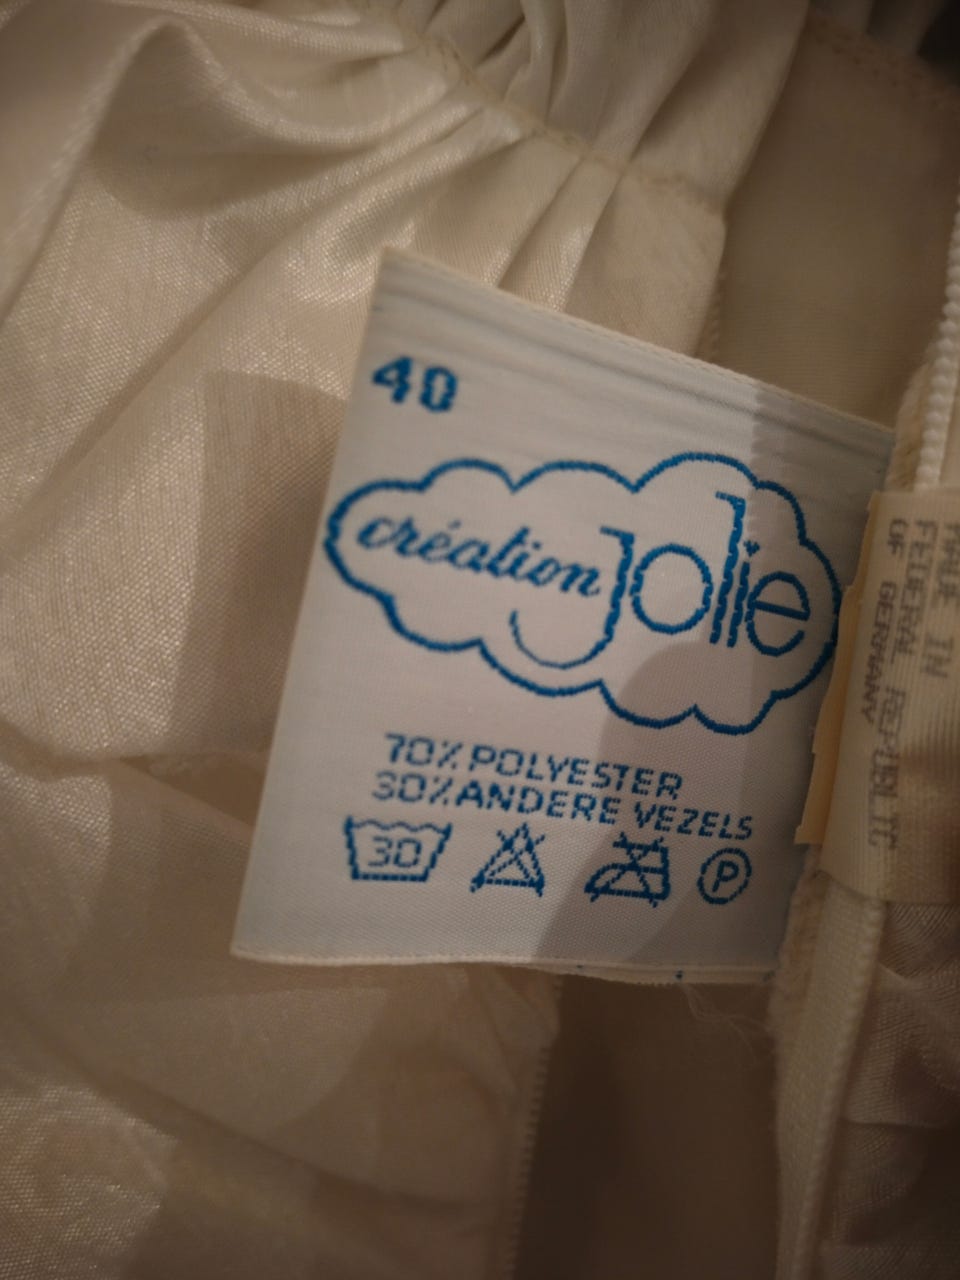 40
création Jolie
70% POLYESTER
30% ANDERE VEZELS
30
P
MADE IN
FEDERAL REPUBLIC
OF GERMANY